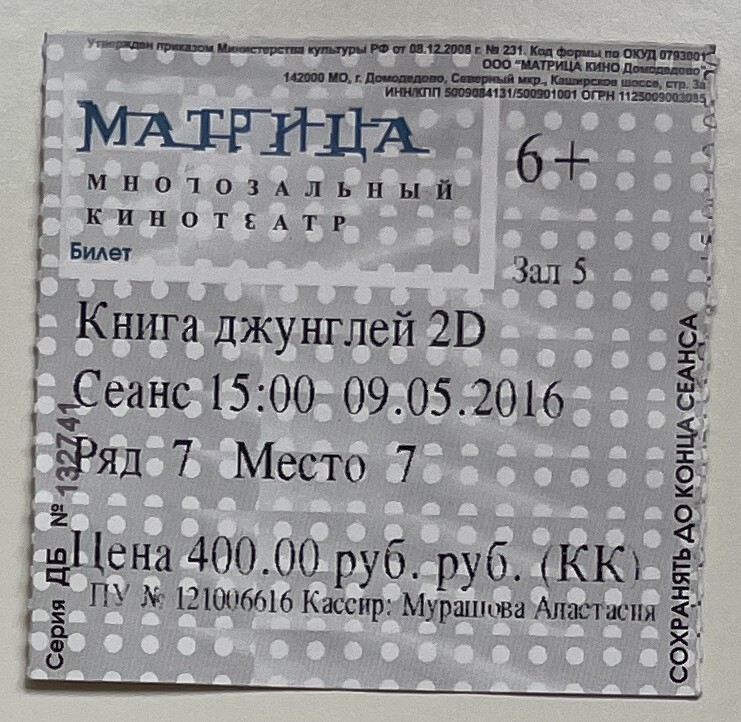 Утвержден приказом Министерства культуры РФ от 08.12.2008 г. № 231. Код формы по ОКУД 0793001
ООО "МАТРИЦА КИНО Домодедово"
142000 МО, г. Домодедово, Северный мкр., Каширское шоссе, стр. 3а
ИНН/КПП 5009084131/500901001 ОГРН 1125009003085
МАТРИЦА
МНОГОЗАЛЬНЫЙ
КИНОТЕАТР
Билет
6+
Зал 5
Книга джунглей 2D
Сеанс 15:00 09.05.2016
Ряд 7 Место 7
Цена 400.00 руб. руб. (КК)
ПУ № 121006616 Кассир: Мурашова Анастасия
Серия ДБ № 132741
СОХРАНЯТЬ ДО КОНЦА СЕАНСА